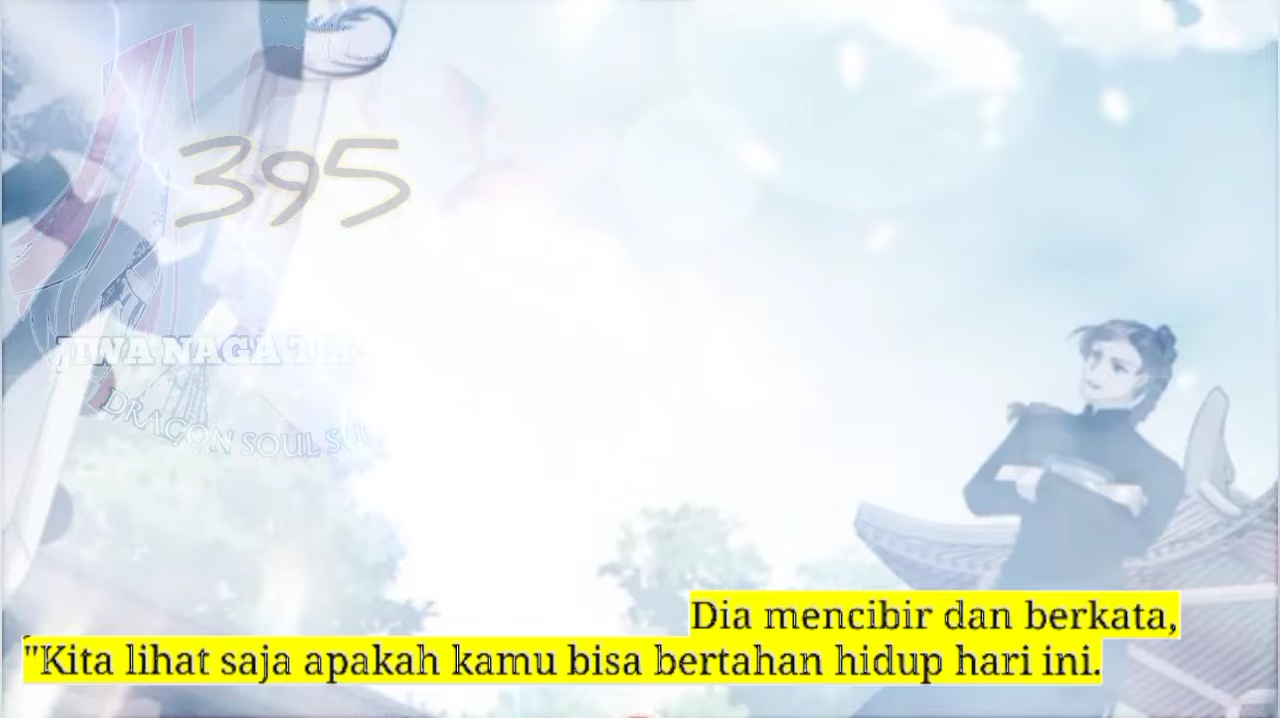 395
JIWA NAGA
DRAGON SOUL
Dia mencibir dan berkata,
"Kita lihat saja apakah kamu bisa bertahan hidup hari ini.